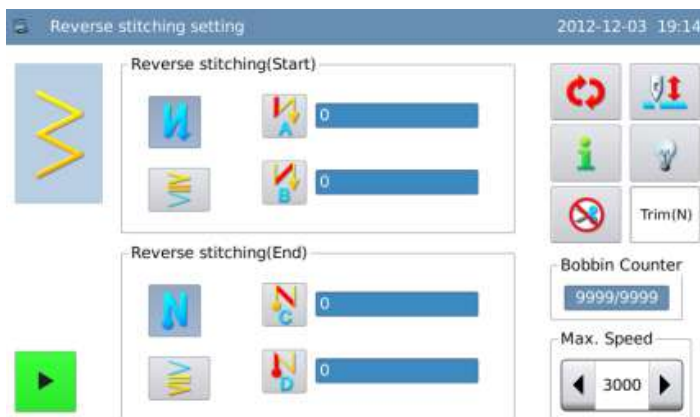 Reverse stitching setting
2012-12-03 19:14
Reverse stitching(Start)
A
0
B
0
Trim(N)
Reverse stitching(End)
C
0
D
0
Bobbin Counter
9999/9999
Max. Speed
3000